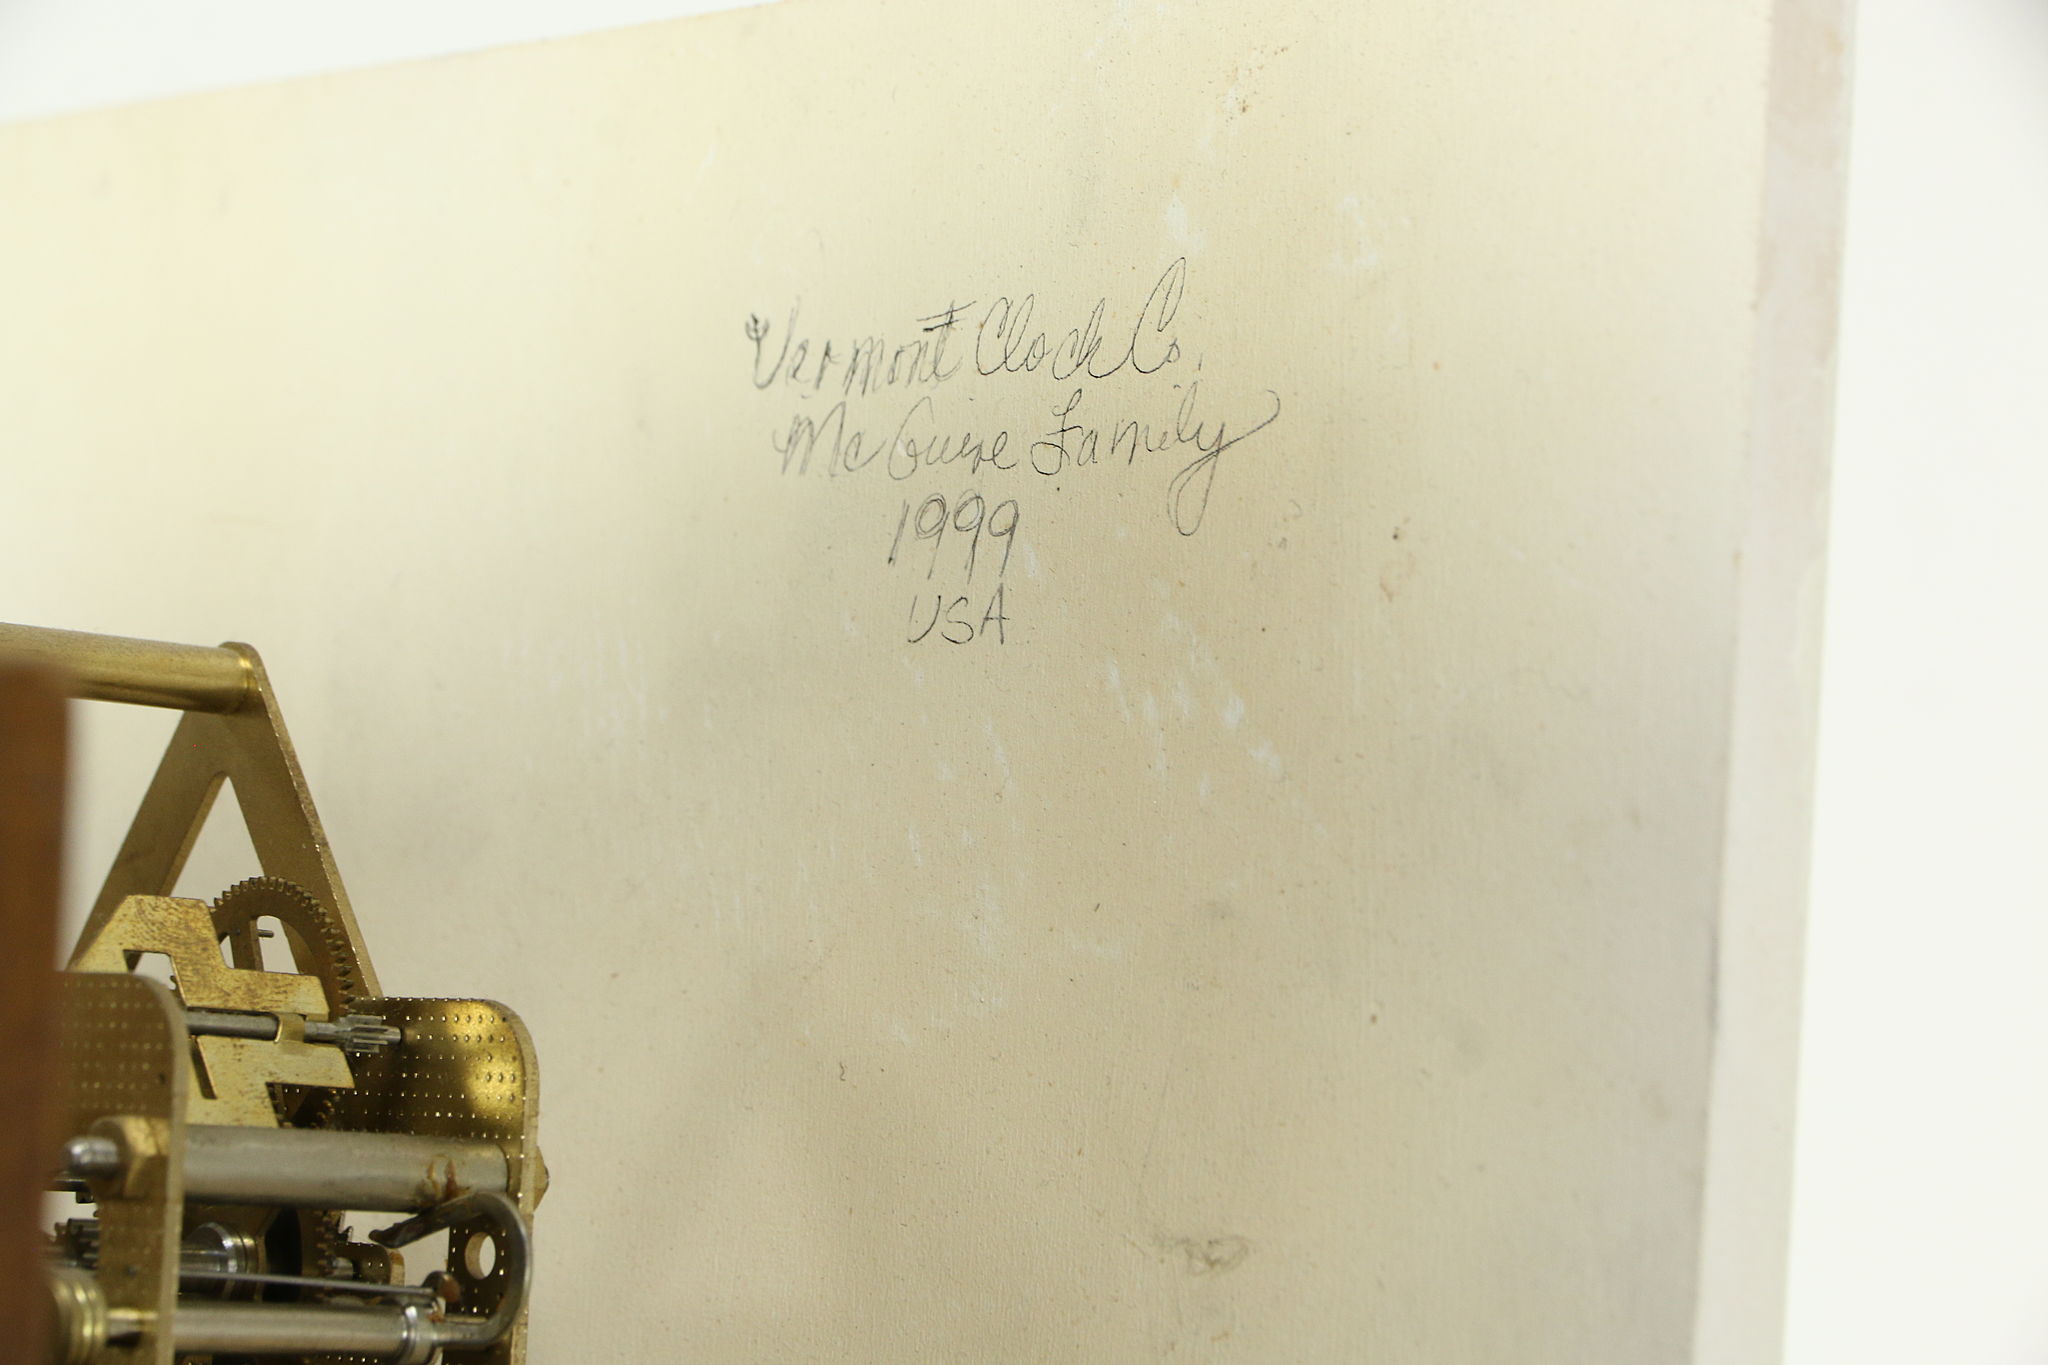 Vermont Clock Co.
McGuire Family
1999
USA